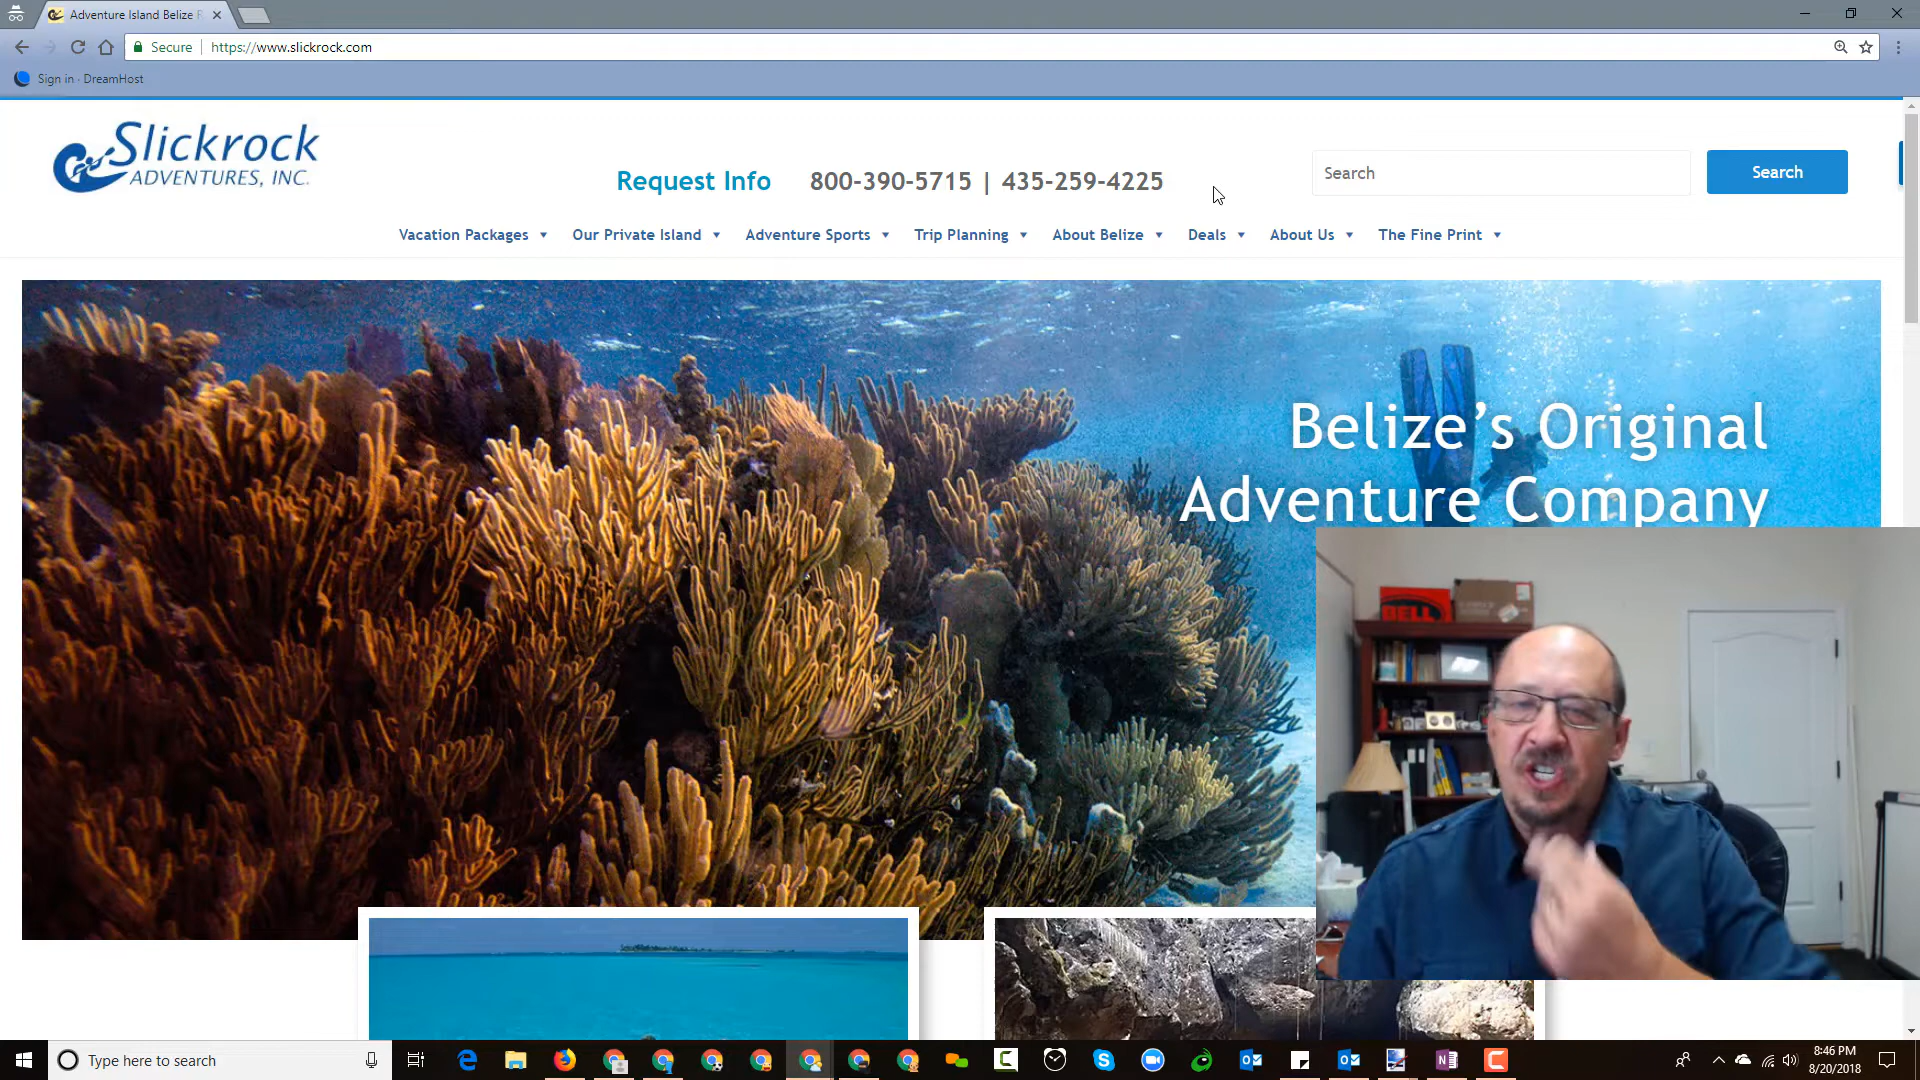 Adventure Island Belize R
Secure
https://www.slickrock.com
Sign in - DreamHost
Slickrock
ADVENTURES, INC.
Request Info
800-390-5715 | 435-259-4225
Search
Search
Vacation Packages
Our Private Island
Adventure Sports
Trip Planning
About Belize
Deals
About Us
The Fine Print
Belize's Original
Adventure Company
BELL
Type here to search
8:46 PM
8/20/2018